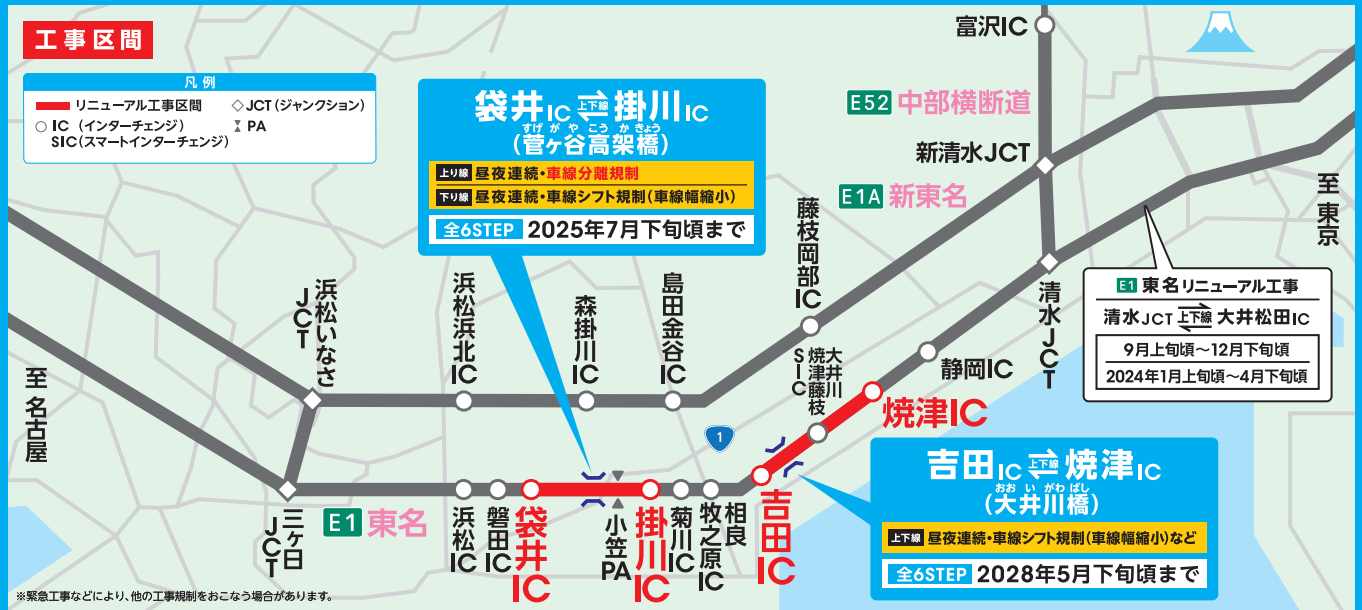 工事区間
凡例
リニューアル工事区間
◇JCT（ジャンクション）
○IC （インターチェンジ）
SIC（スマートインターチェンジ）
PA
富沢IC
E52 中部横断道
新清水JCT
E1A 新東名
至 東京
袋井IC 上下線 掛川IC
すげがやこうかきょう
（菅ヶ谷高架橋）
上り線 昼夜連続・車線分離規制
下り線 昼夜連続・車線シフト規制（車線幅縮小）
全6STEP 2025年7月下旬頃まで
藤枝岡部IC
島田金谷IC
森掛川IC
浜松浜北IC
浜松いなさJCT
至 名古屋
清水JCT
E1 東名リニューアル工事
清水JCT 上下線 大井松田IC
9月上旬頃〜12月下旬頃
2024年1月上旬頃〜4月下旬頃
静岡IC
大井川焼津藤枝SIC
焼津IC
1
吉田IC 上下線 焼津IC
おおいがわばし
（大井川橋）
上下線 昼夜連続・車線シフト規制（車線幅縮小）など
全6STEP 2028年5月下旬頃まで
三ヶ日JCT
E1 東名
浜松IC
磐田IC
袋井IC
小笠PA
掛川IC
菊川IC
相良牧之原IC
吉田IC
※緊急工事などにより、他の工事規制をおこなう場合があります。